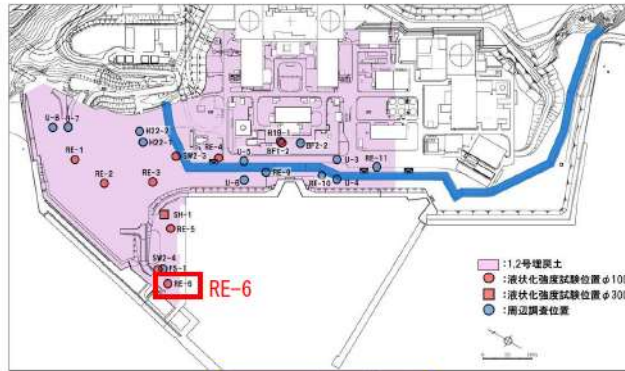 U-8
U-7
H22-2
H22-7
RE-1
RE-2
RE-3
SW2-3
RE-4
H19-1
BF1-2
BF2-2
U-5
U-6
RE-9
U-3
RE-10
U-4
RE-11
SH-1
RE-5
SW2-4
RE-6
RE-6
:1,2号埋戻土
:液状化強度試験位置φ100
:液状化強度試験位置φ300
:周辺調査位置